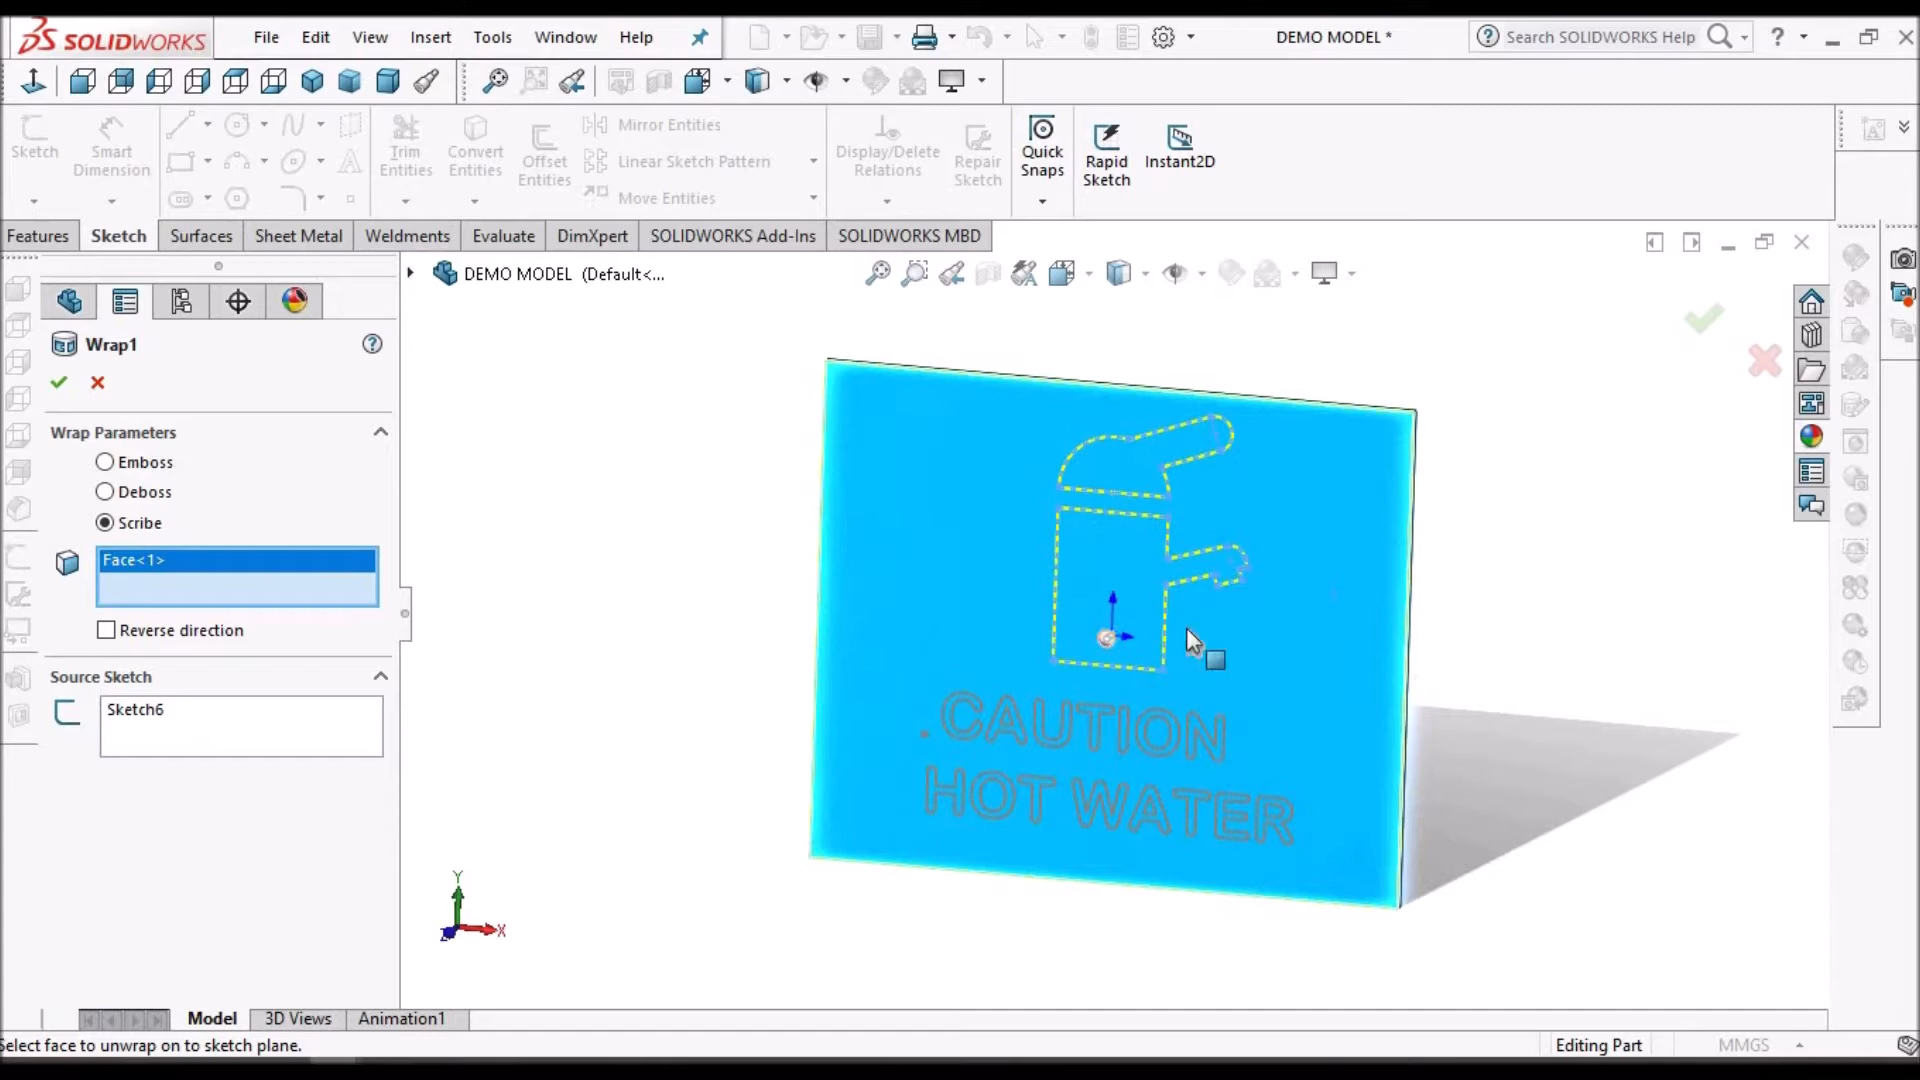 SOLIDWORKS
File Edit View Insert Tools Window Help
DEMO MODEL *
Search SOLIDWORKS Help
Sketch
Smart Dimension
Trim Entities
Convert Entities
Offset Entities
Mirror Entities
Linear Sketch Pattern
Move Entities
Display/Delete Relations
Repair Sketch
Quick Snaps
Rapid Sketch
Instant2D
Features Sketch Surfaces Sheet Metal Weldments Evaluate DimXpert SOLIDWORKS Add-Ins SOLIDWORKS MBD
DEMO MODEL (Default<...
Wrap1
Wrap Parameters
Emboss
Deboss
Scribe
Face<1>
Reverse direction
Source Sketch
Sketch6
.CAUTION
HOT WATER
Y
X
Z
Model 3D Views Animation1
Select face to unwrap on to sketch plane.
Editing Part
MMGS